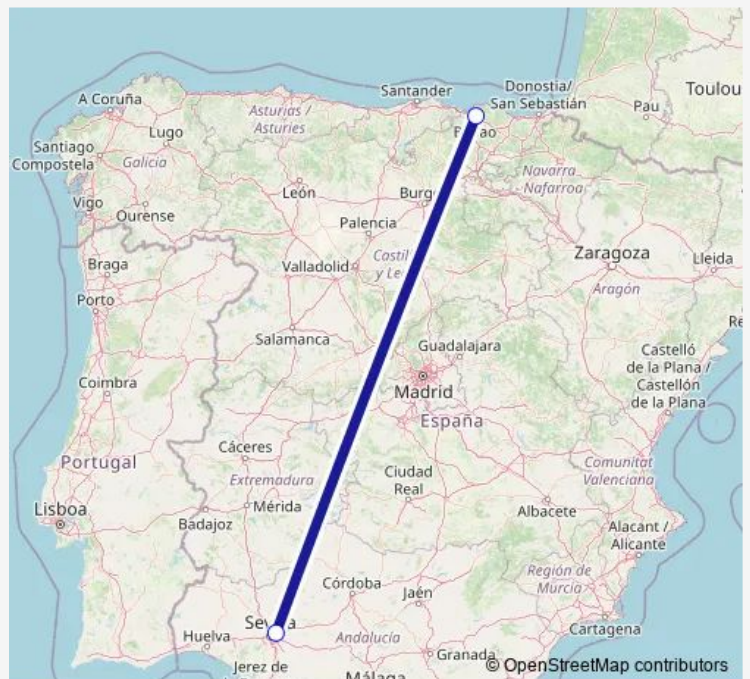 Toulou
Donostia/
San Sebastián
Santander
A Coruña
Pau
Asturias /
Asturies
Lugo
Santiago
Compostela
Galicia
Navarra
- Nafarroa
León
Vigo
Ourense
Palencia
Zaragoza
Lleida
Braga
Valladolid
Aragón
Porto
Salamanca
Guadalajara
Castelló
de la Plana /
Castellón
de la Plana
Coimbra
Madrid
España
Cáceres
Portugal
Extremadura
Ciudad
Real
Comunitat
Valenciana
Mérida
Lisboa
Badajoz
Albacete
Alacant /
Alicante
Córdoba
Jaén
Región de
Murcia
Huelva
Andalucía
Cartagena
Granada
Jerez de
Málaga
© OpenStreetMap contributors